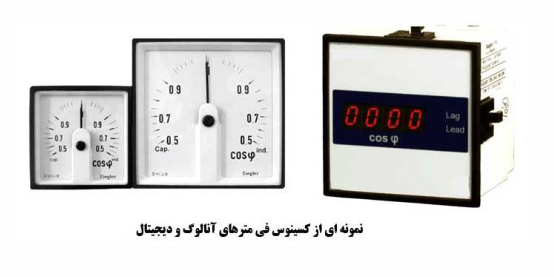 0.9 0.9
0.7 0.7
0.5 0.5
cap. ind.
cosφ
Ziegler
0.9 0.9
0.7 0.7
0.5 0.5
Cap. ind.
cosφ
Ziegler
0000
Lag
Lead
cos φ
نمونه ای از کسینوس فی مترهای آنالوگ و دیجیتال